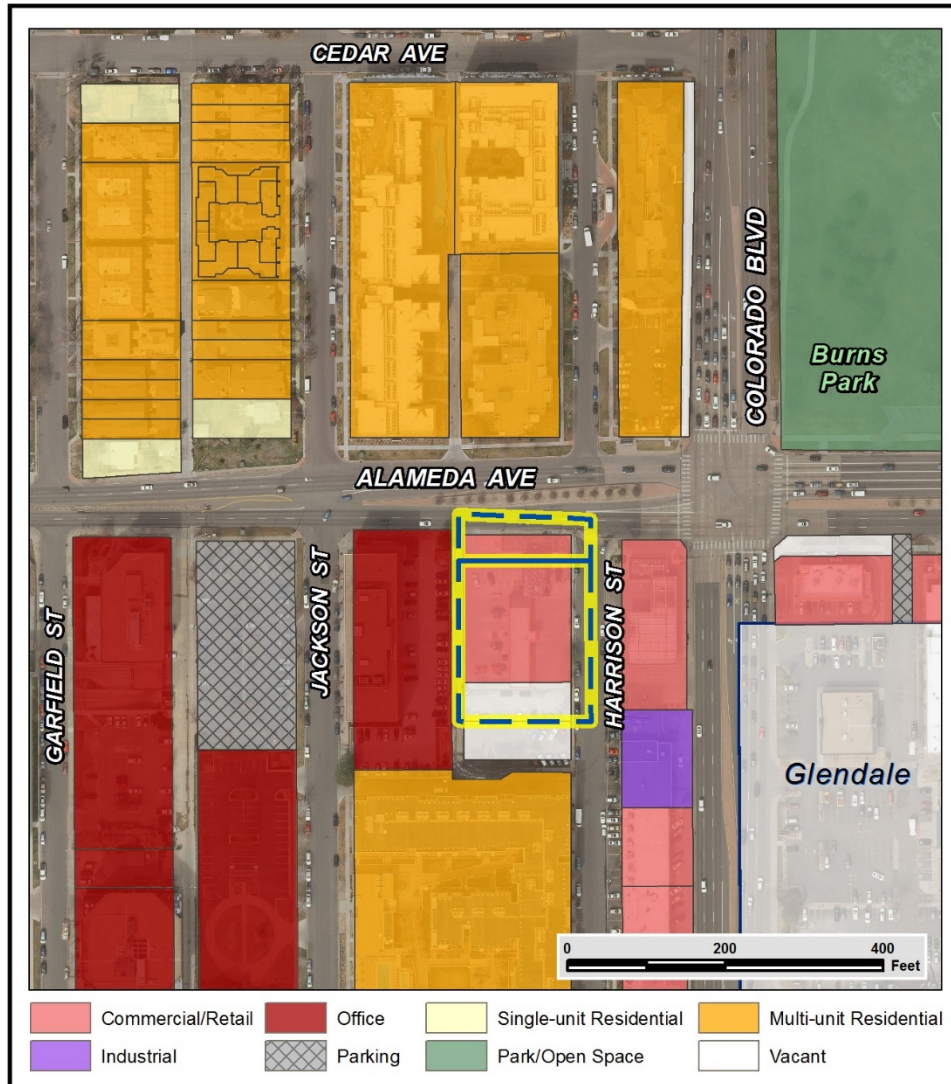 CEDAR AVE
COLORADO BLVD
Burns
Park
ALAMEDA AVE
GARFIELD ST
JACKSON ST
HARRISON ST
Glendale
0 200 400
Feet
Commercial/Retail Office Single-unit Residential Multi-unit Residential
Industrial Parking Park/Open Space Vacant